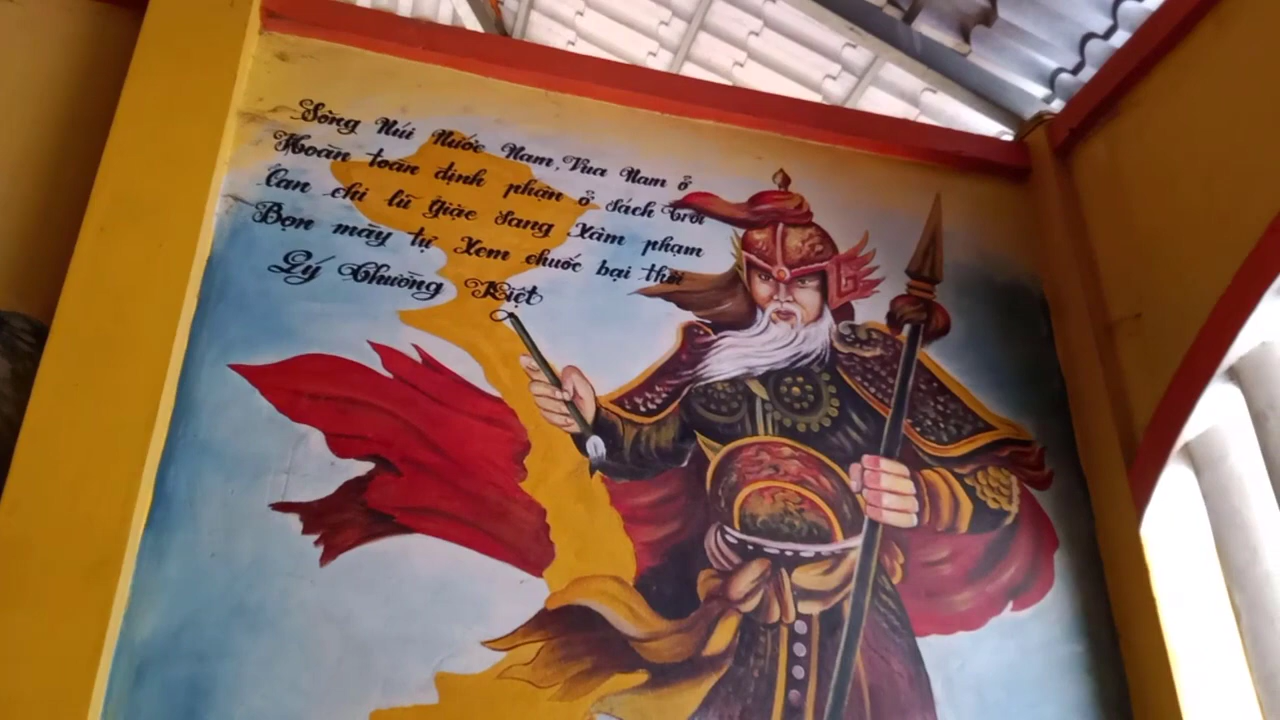 Sông Núi Nước Nam, Vua Nam ở
Hoàn toàn định phận ở Sách Trời
Can chi lũ giặc Sang Xâm phạm
Bọn mày tự Xem chuốc bại thôi
Lý Thường Kiệt